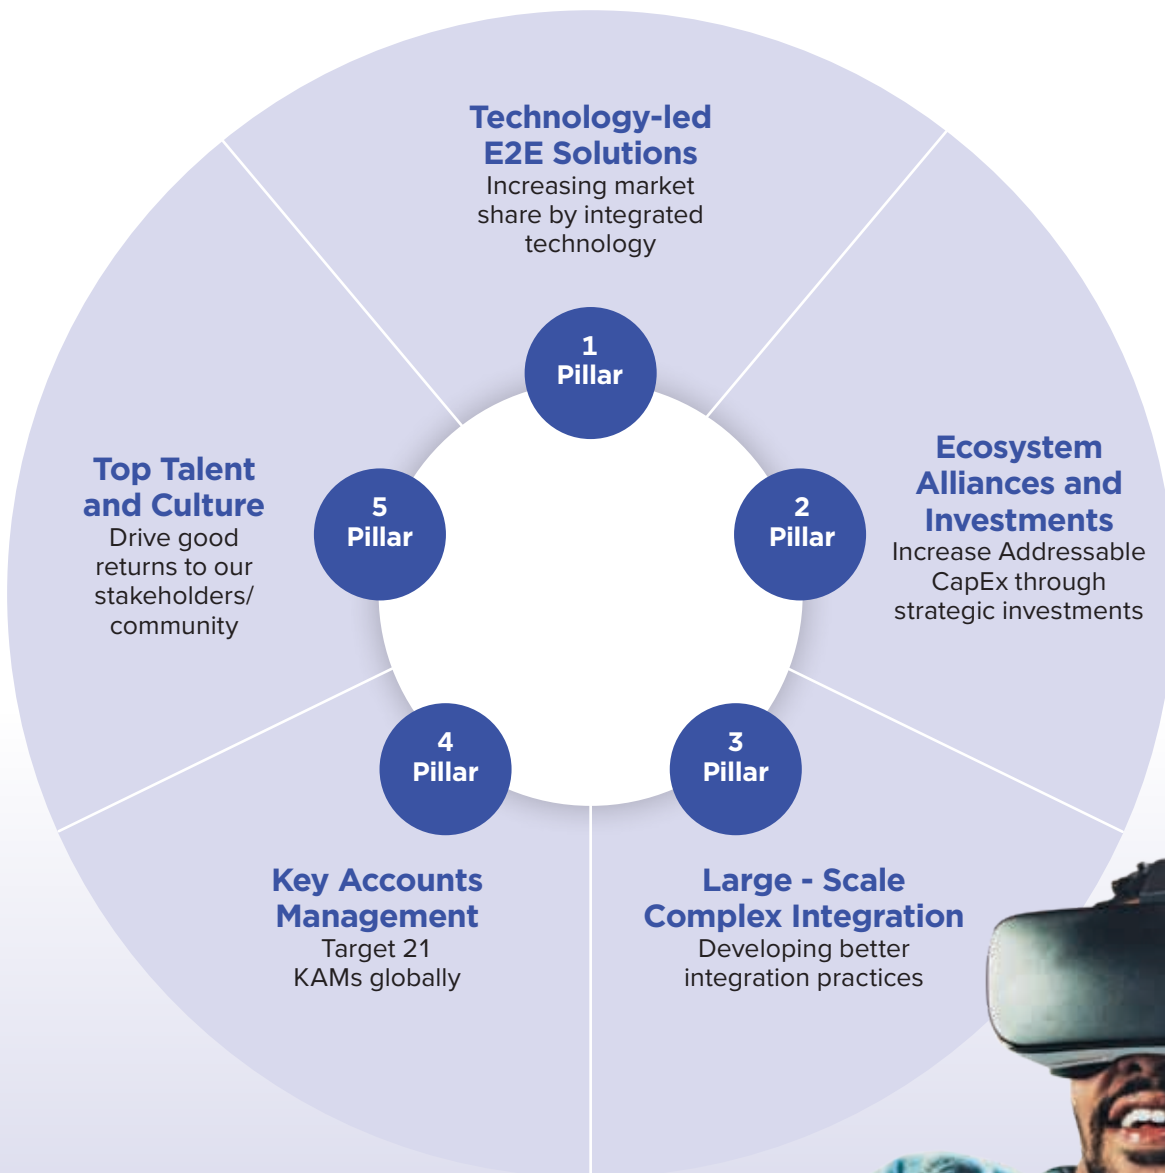 Technology-led
E2E Solutions
Increasing market
share by integrated
technology
1
Pillar
Ecosystem
Alliances and
Investments
Increase Addressable
CapEx through
strategic investments
2
Pillar
Large - Scale
Complex Integration
Developing better
integration practices
3
Pillar
Key Accounts
Management
Target 21
KAMs globally
4
Pillar
Top Talent
and Culture
Drive good
returns to our
stakeholders/
community
5
Pillar